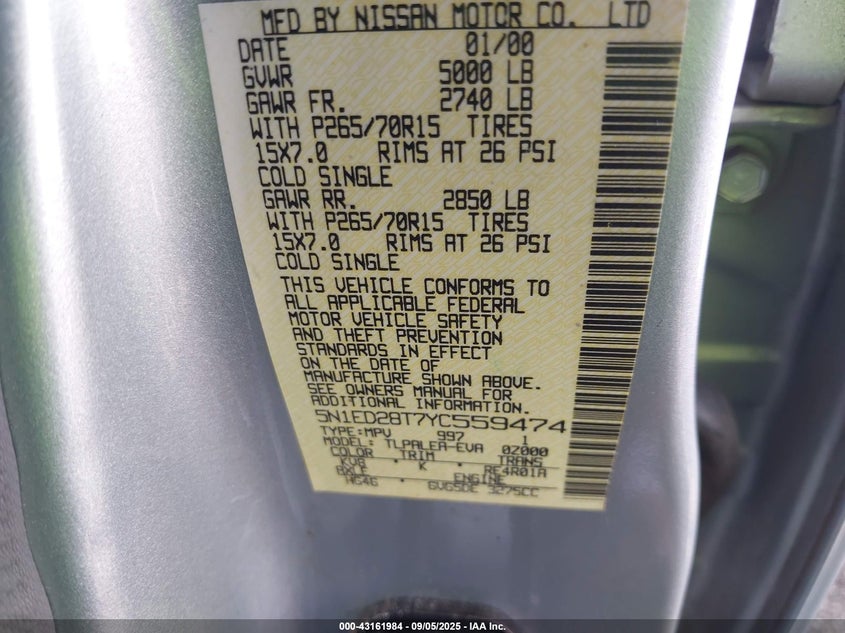 MFD BY NISSAN MOTOR CO. LTD
DATE 01/00
GVWR 5000 LB
GAWR FR. 2740 LB
WITH P265/70R15 TIRES
15X7.0 RIMS AT 26 PSI
COLD SINGLE
GAWR RR. 2850 LB
WITH P265/70R15 TIRES
15X7.0 RIMS AT 26 PSI
COLD SINGLE
THIS VEHICLE CONFORMS TO
ALL APPLICABLE FEDERAL
MOTOR VEHICLE SAFETY
AND THEFT PREVENTION
STANDARDS IN EFFECT
ON THE DATE OF
MANUFACTURE SHOWN ABOVE.
SEE OWNERS MANUAL FOR
ADDITIONAL INFORMATION
5N1ED28T7YC559474
TYPE:MPV 997 1
MODEL: TLPALEA-EVA 0Z000
COLOR TRIM TRANS
KV8 · K · RE4R01A
AXLE ENGINE
HG46 GVG5DE 3275CC
000-43161984 - 09/05/2025 - IAA Inc.